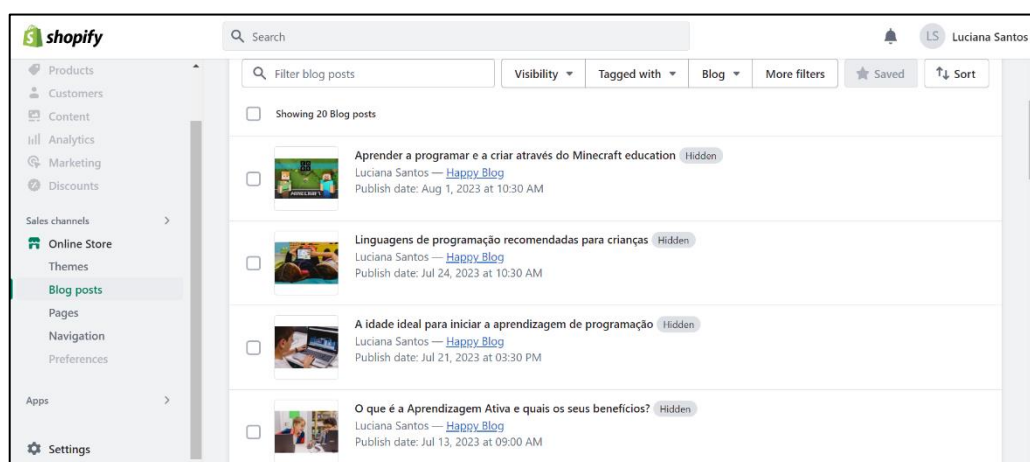 shopify
Search
LS Luciana Santos
Products
Customers
Content
Analytics
Marketing
Discounts
Sales channels
Online Store
Themes
Blog posts
Pages
Navigation
Preferences
Apps
Settings
Filter blog posts
Visibility
Tagged with
Blog
More filters
Saved
Sort
Showing 20 Blog posts
Aprender a programar e a criar através do Minecraft education Hidden
Luciana Santos — Happy Blog
Publish date: Aug 1, 2023 at 10:30 AM
MINECRAFT
Linguagens de programação recomendadas para crianças Hidden
Luciana Santos — Happy Blog
Publish date: Jul 24, 2023 at 10:30 AM
A idade ideal para iniciar a aprendizagem de programação Hidden
Luciana Santos — Happy Blog
Publish date: Jul 21, 2023 at 03:30 PM
O que é a Aprendizagem Ativa e quais os seus benefícios? Hidden
Luciana Santos — Happy Blog
Publish date: Jul 13, 2023 at 09:00 AM